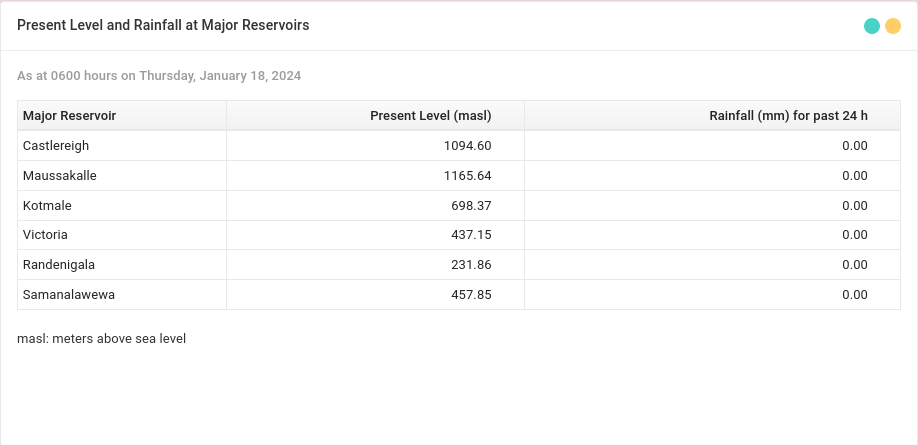 Present Level and Rainfall at Major Reservoirs
As at 0600 hours on Thursday, January 18, 2024
Major Reservoir Present Level (masl) Rainfall (mm) for past 24 h
Castlereigh 1094.60 0.00
Maussakalle 1165.64 0.00
Kotmale 698.37 0.00
Victoria 437.15 0.00
Randenigala 231.86 0.00
Samanalawewa 457.85 0.00
masl: meters above sea level